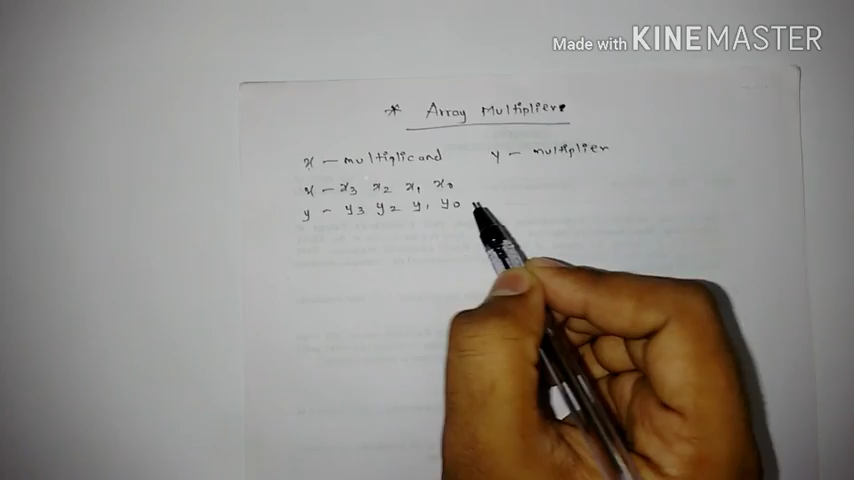 Made with KINEMASTER
* Array Multiplier
x – multiplicand y – multiplier
x – x₃ x₂ x₁ x₀
y – y₃ y₂ y₁ y₀